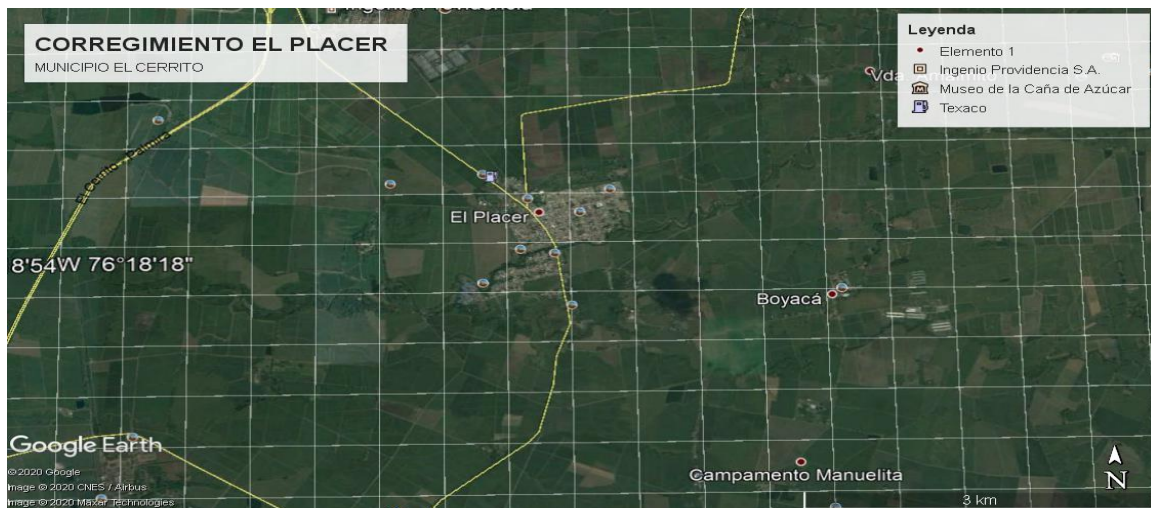 CORREGIMIENTO EL PLACER
MUNICIPIO EL CERRITO
Leyenda
Elemento 1
Ingenio Providencia S.A.
Museo de la Caña de Azúcar
Texaco
El Placer
8'54W 76°18'18"
Boyacá
Campamento Manuelita
Google Earth
© 2020 Google
Image © 2020 CNES / Airbus
Image © 2020 Maxar Technologies
N
3 km